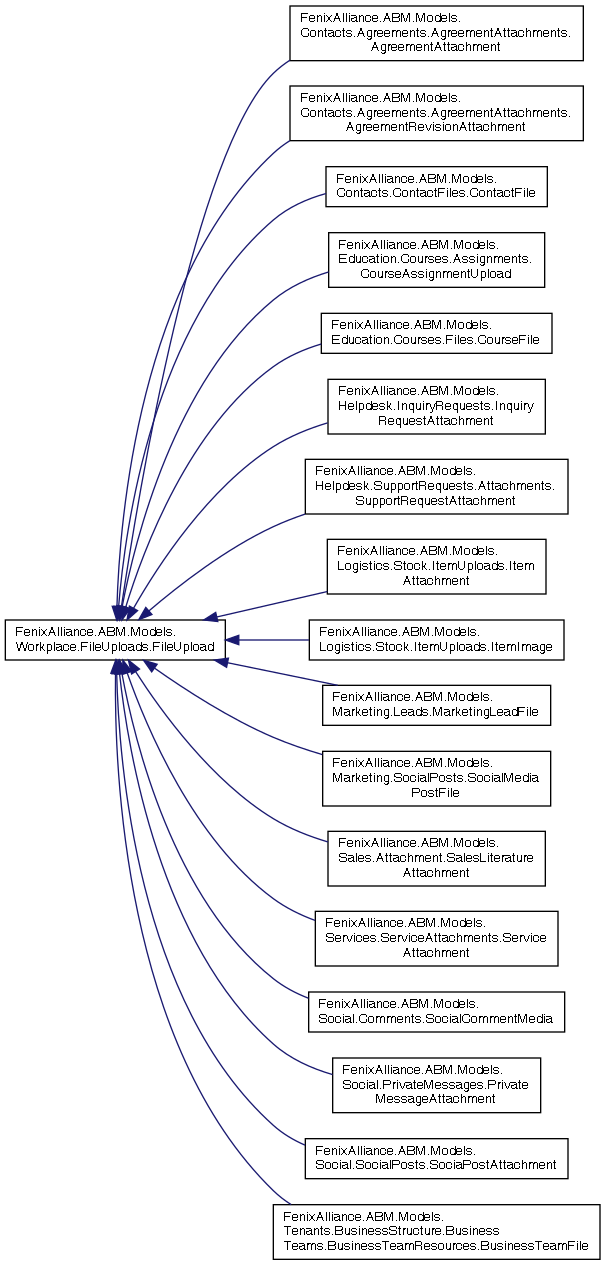 FenixAlliance.ABM.Models.
Contacts.Agreements.AgreementAttachments.
AgreementAttachment
FenixAlliance.ABM.Models.
Contacts.Agreements.AgreementAttachments.
AgreementRevisionAttachment
FenixAlliance.ABM.Models.
Contacts.ContactFiles.ContactFile
FenixAlliance.ABM.Models.
Education.Courses.Assignments.
CourseAssignmentUpload
FenixAlliance.ABM.Models.
Education.Courses.Files.CourseFile
FenixAlliance.ABM.Models.
Helpdesk.InquiryRequests.Inquiry
RequestAttachment
FenixAlliance.ABM.Models.
Helpdesk.SupportRequests.Attachments.
SupportRequestAttachment
FenixAlliance.ABM.Models.
Logistics.Stock.ItemUploads.Item
Attachment
FenixAlliance.ABM.Models.
Workplace.FileUploads.FileUpload
FenixAlliance.ABM.Models.
Logistics.Stock.ItemUploads.ItemImage
FenixAlliance.ABM.Models.
Marketing.Leads.MarketingLeadFile
FenixAlliance.ABM.Models.
Marketing.SocialPosts.SocialMedia
PostFile
FenixAlliance.ABM.Models.
Sales.Attachment.SalesLiterature
Attachment
FenixAlliance.ABM.Models.
Services.ServiceAttachments.Service
Attachment
FenixAlliance.ABM.Models.
Social.Comments.SocialCommentMedia
FenixAlliance.ABM.Models.
Social.PrivateMessages.Private
MessageAttachment
FenixAlliance.ABM.Models.
Social.SocialPosts.SociaPostAttachment
FenixAlliance.ABM.Models.
Tenants.BusinessStructure.Business
Teams.BusinessTeamResources.BusinessTeamFile